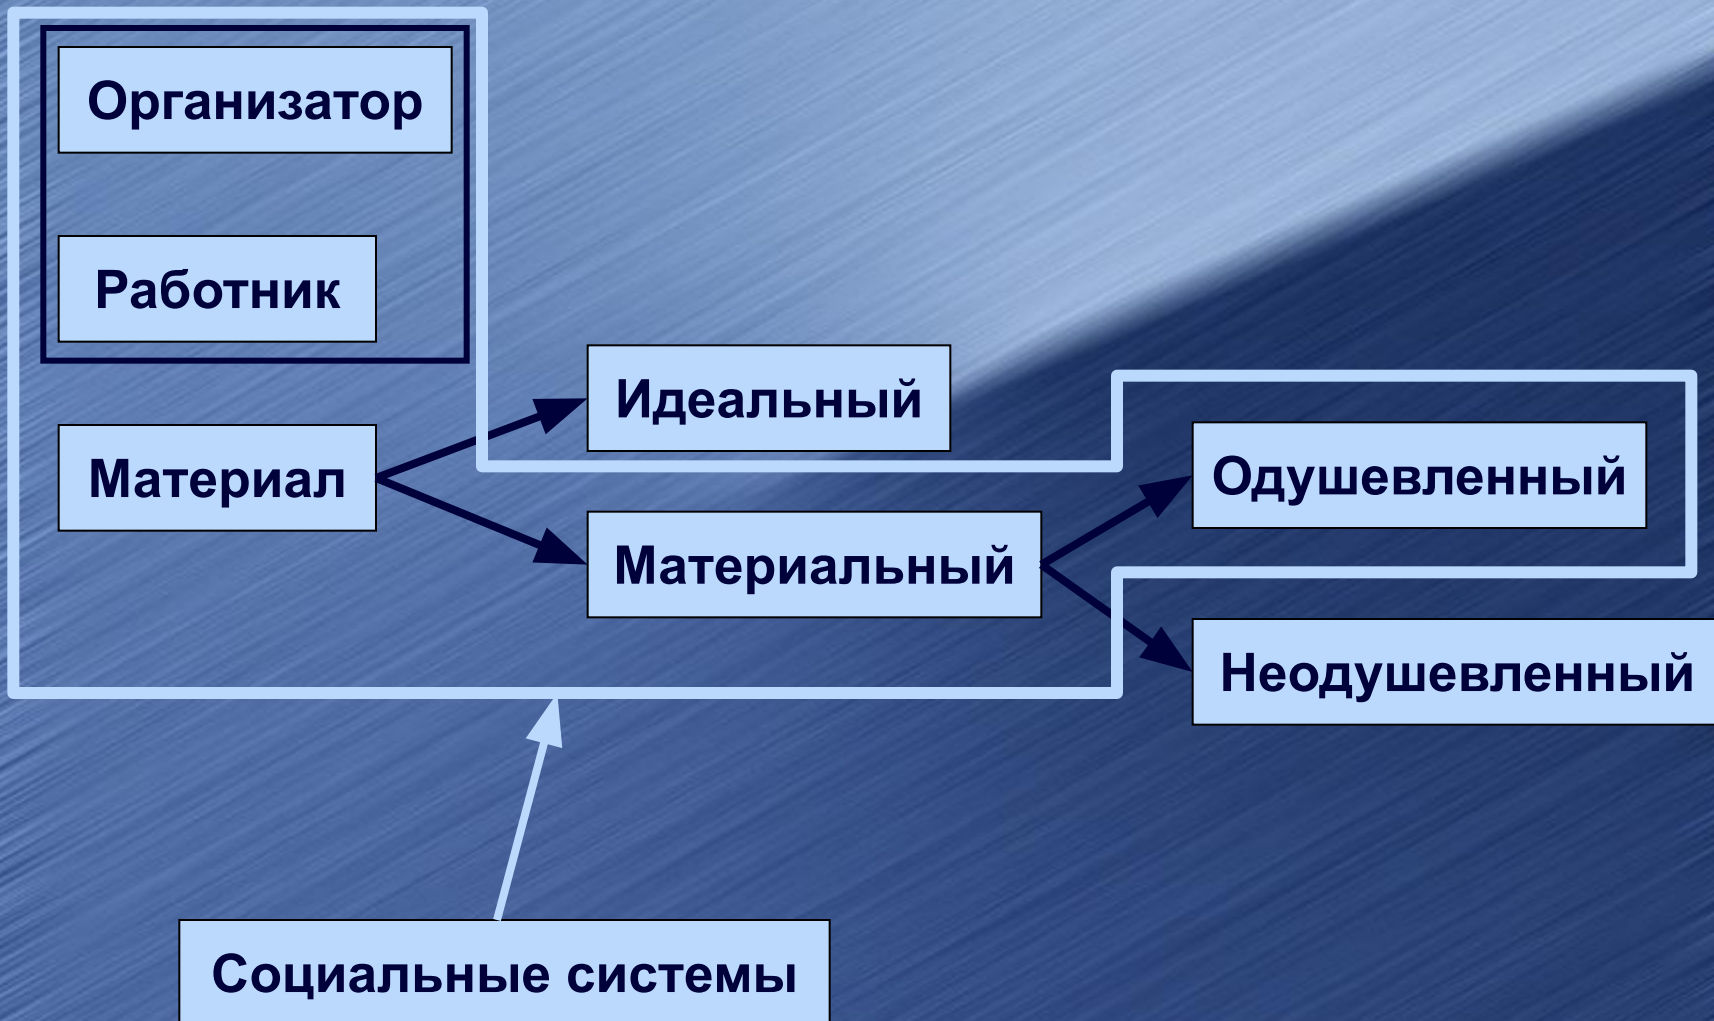 Организатор
Работник
Идеальный
Материал
Одушевленный
Материальный
Неодушевленный
Социальные системы